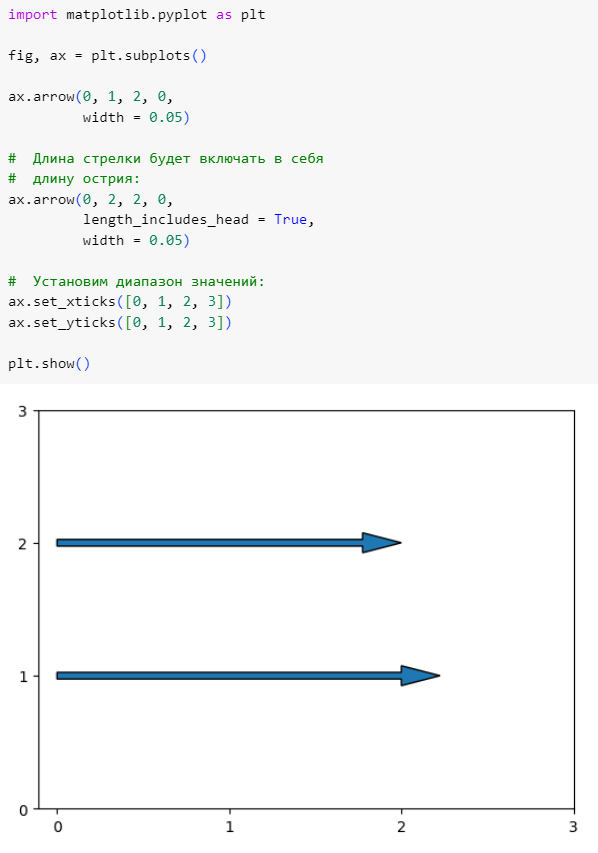 import matplotlib.pyplot as plt
fig, ax = plt.subplots()
ax.arrow(0, 1, 2, 0,
width = 0.05)
# Длина стрелки будет включать в себя
# длину острия:
ax.arrow(0, 2, 2, 0,
length_includes_head = True,
width = 0.05)
# Установим диапазон значений:
ax.set_xticks([0, 1, 2, 3])
ax.set_yticks([0, 1, 2, 3])
plt.show()
3
2
1
0
0 1 2 3